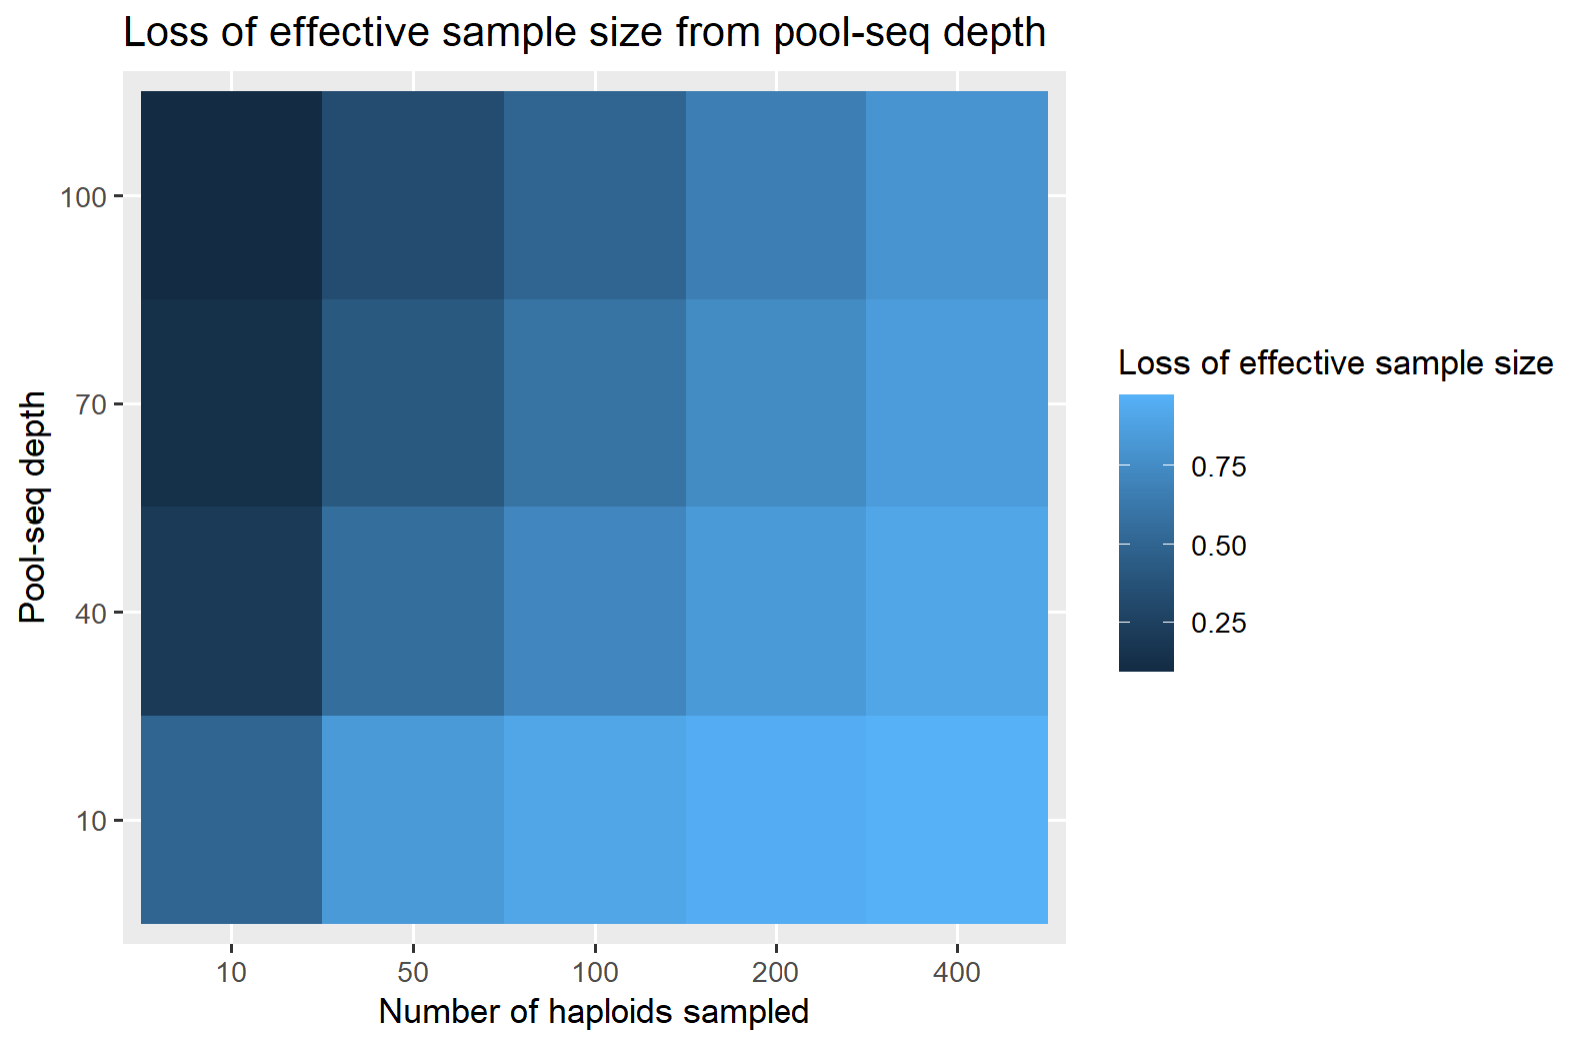 Loss of effective sample size from pool-seq depth
100
70
40
10
Pool-seq depth
10 50 100 200 400
Number of haploids sampled
Loss of effective sample size
0.75
0.50
0.25